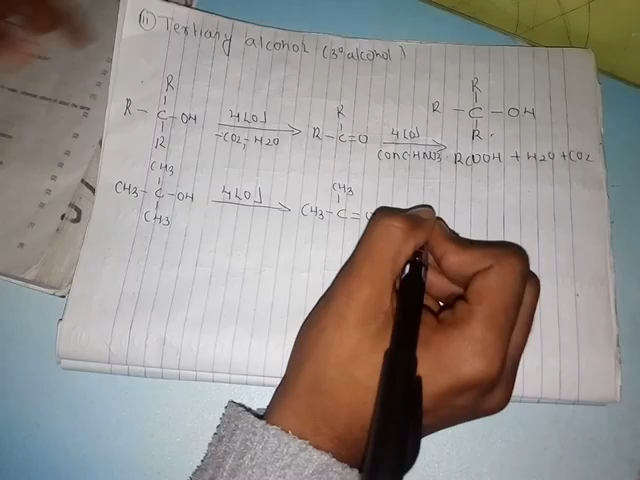 ii) Tertiary alcohol (3° alcohol)
R
R – C – OH
R
4[O]
-CO2, -H2O
R
R – C = O
4[O]
conc. HNO3
R
R – C – OH
R
RCOOH + H2O + CO2
CH3
CH3 – C – OH
CH3
4[O]
CH3
CH3 – C =